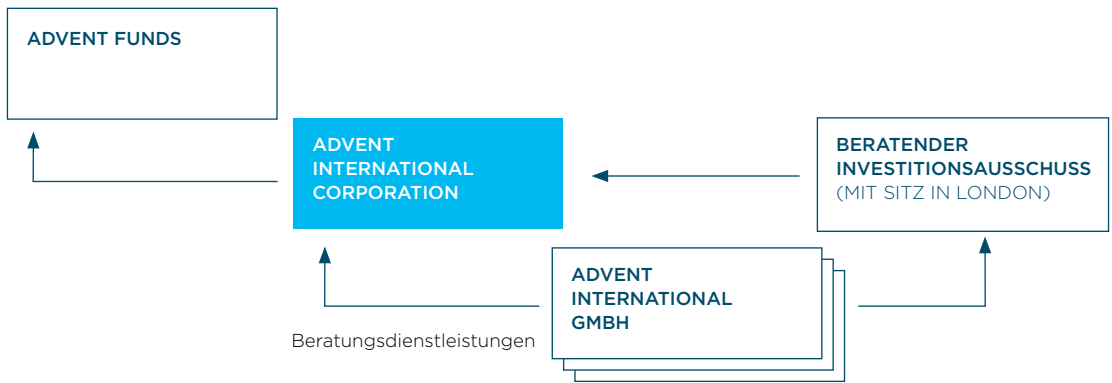 ADVENT FUNDS
ADVENT
INTERNATIONAL
CORPORATION
BERATENDER
INVESTITIONSAUSSCHUSS
(MIT SITZ IN LONDON)
ADVENT
INTERNATIONAL
GMBH
Beratungsdienstleistungen